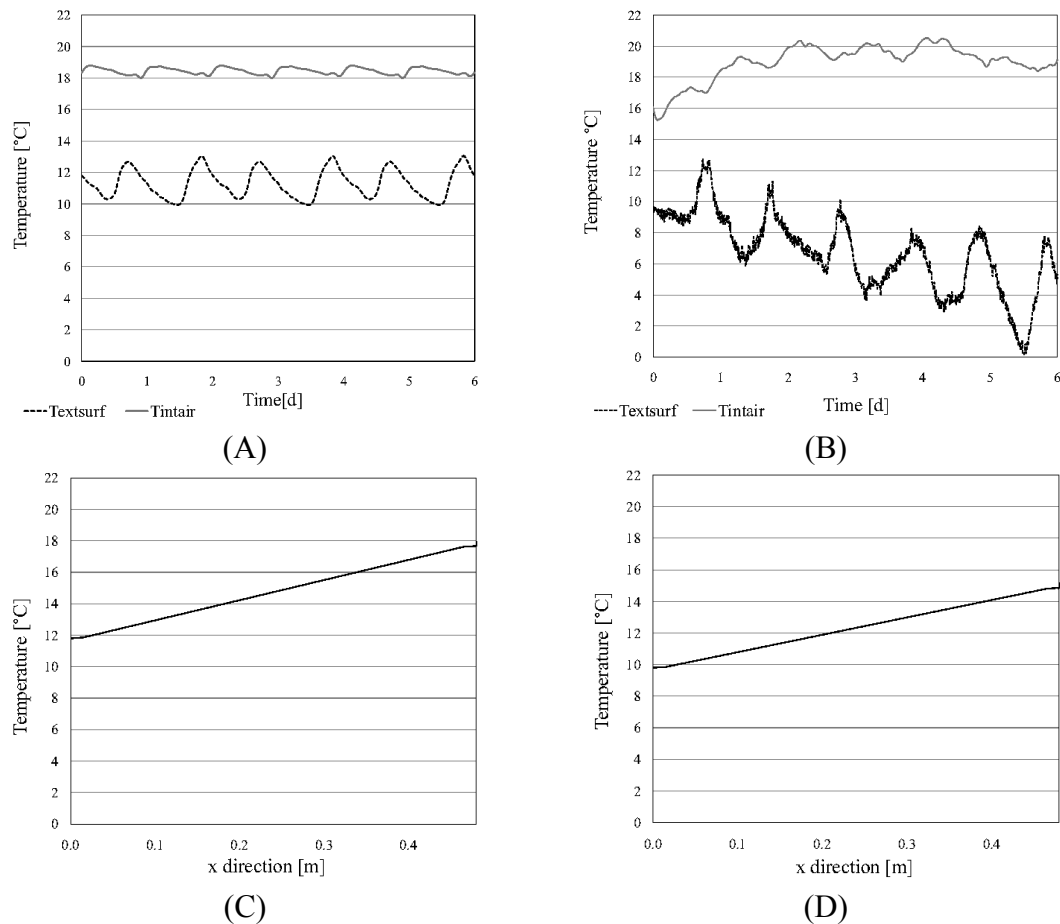 22
20
18
16
14
12
10
8
6
4
2
0
Temperature [°C]
0 1 2 3 4 5 6
Time[d]
Textsurf Tintair
(A)
22
20
18
16
14
12
10
8
6
4
2
0
Temperature °C]
0 1 2 3 4 5 6
Time [d]
Textsurf Tintair
(B)
22
20
18
16
14
12
10
8
6
4
2
0
Temperature [°C]
0.0 0.1 0.2 0.3 0.4
x direction [m]
(C)
22
20
18
16
14
12
10
8
6
4
2
0
Temperature [°C]
0.0 0.1 0.2 0.3 0.4
x direction [m]
(D)